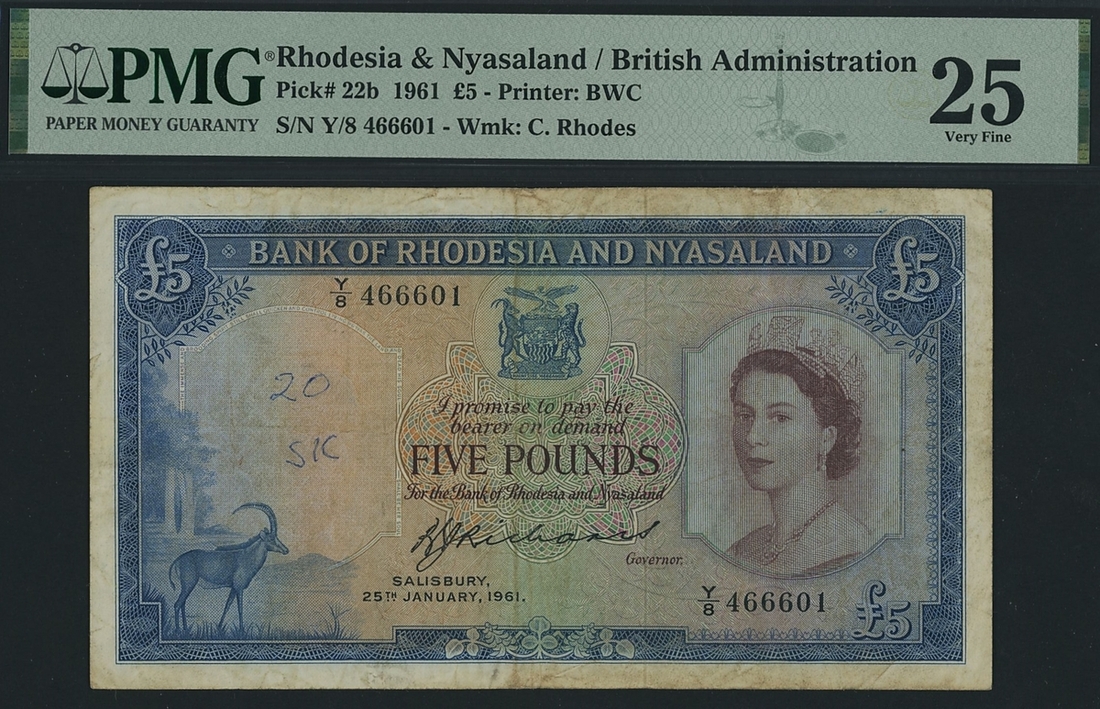 PMG®
PAPER MONEY GUARANTY
Rhodesia & Nyasaland / British Administration
Pick# 22b 1961 £5 - Printer: BWC
S/N Y/8 466601 - Wmk: C. Rhodes
25
Very Fine
£5 BANK OF RHODESIA AND NYASALAND £5
Y/8 466601
20
SK
I promise to pay the
bearer on demand
FIVE POUNDS
For the Bank of Rhodesia and Nyasaland
Governor.
SALISBURY,
25TH JANUARY, 1961.
Y/8 466601
£5